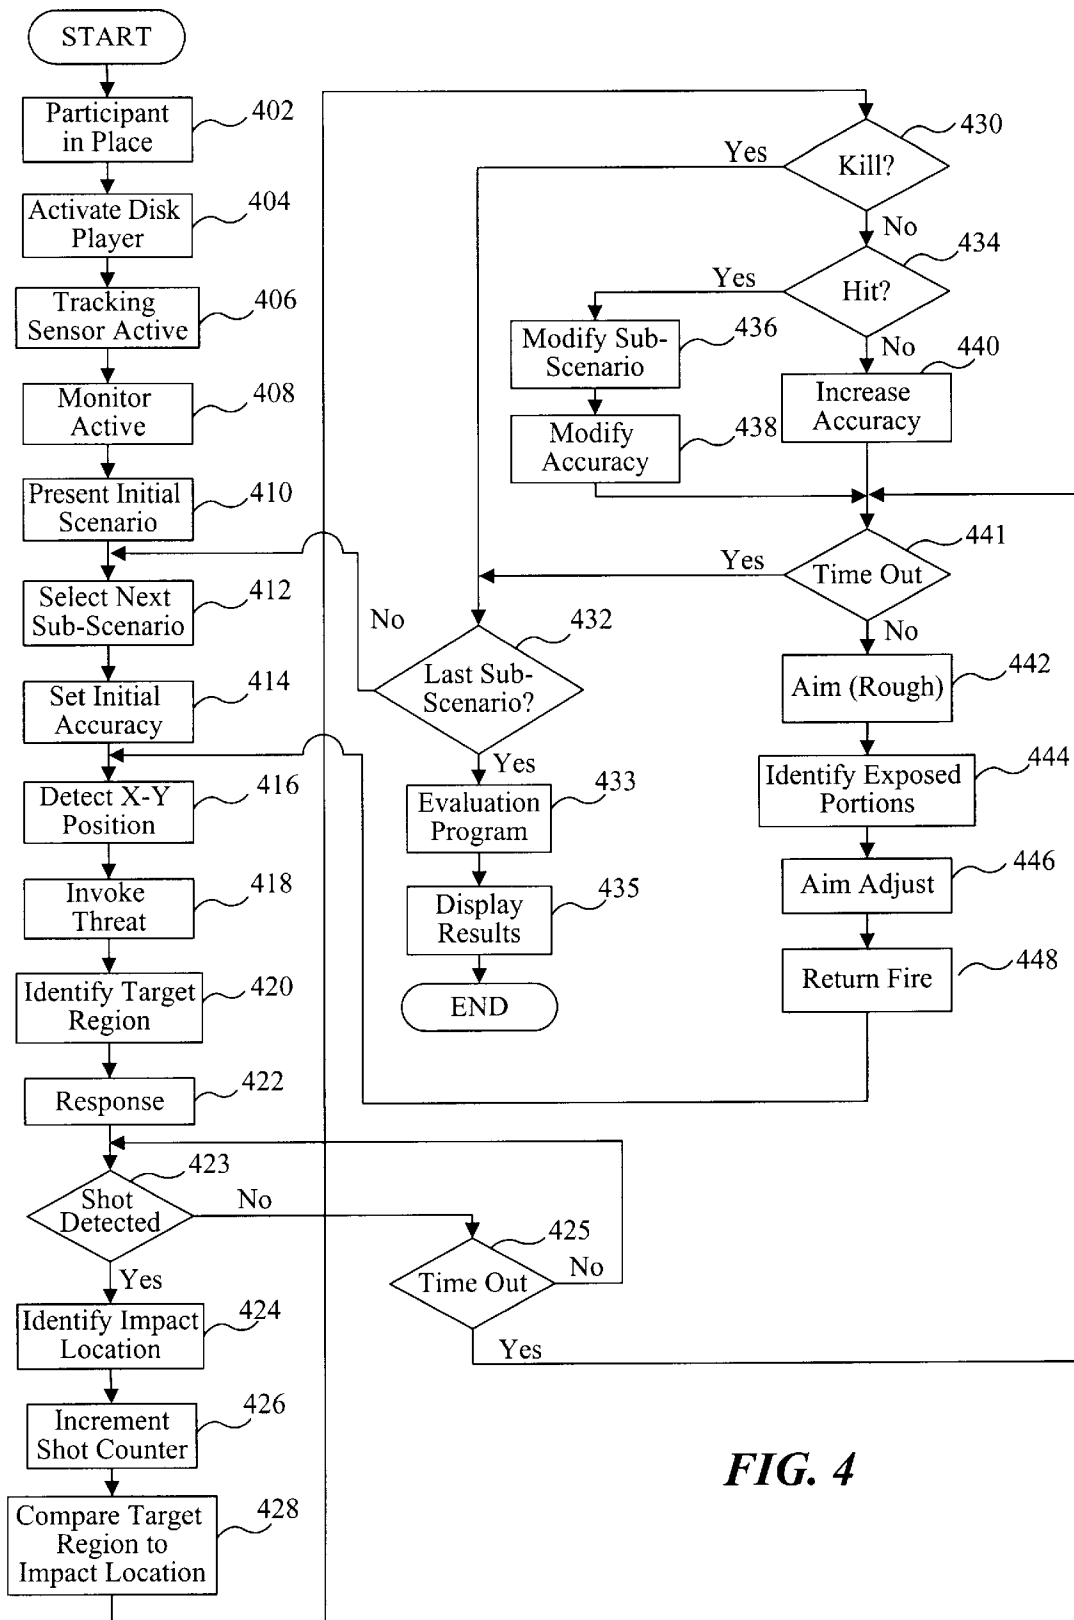 START
Participant
in Place
402
Activate Disk
Player
404
Tracking
Sensor Active
406
Monitor
Active
408
Present Initial
Scenario
410
Select Next
Sub-Scenario
412
Set Initial
Accuracy
414
Detect X-Y
Position
416
Invoke
Threat
418
Identify Target
Region
420
Response
422
Shot
Detected
423
No
Yes
Time Out
425
No
Yes
Identify Impact
Location
424
Increment
Shot Counter
426
Compare Target
Region to
Impact Location
428
Kill?
430
Yes
No
Hit?
434
Yes
No
Modify Sub-
Scenario
436
Modify
Accuracy
438
Increase
Accuracy
440
Time Out
441
Yes
No
Last Sub-
Scenario?
432
No
Yes
Evaluation
Program
433
Display
Results
435
END
Aim (Rough)
442
Identify Exposed
Portions
444
Aim Adjust
446
Return Fire
448
FIG. 4